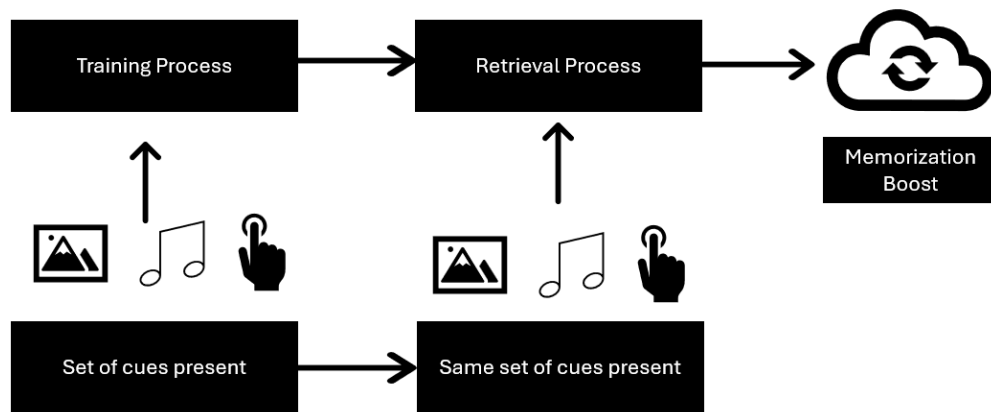 Training Process
Retrieval Process
Memorization
Boost
Set of cues present
Same set of cues present